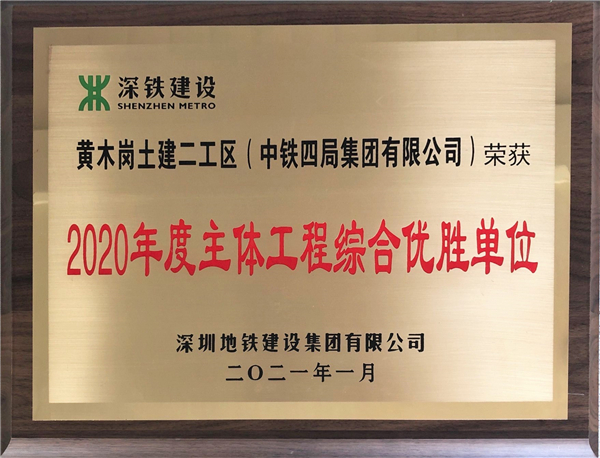 深铁建设
SHENZHEN METRO
黄木岗土建二工区（中铁四局集团有限公司）荣获
2020年度主体工程综合优胜单位
深圳地铁建设集团有限公司
二〇二一年一月